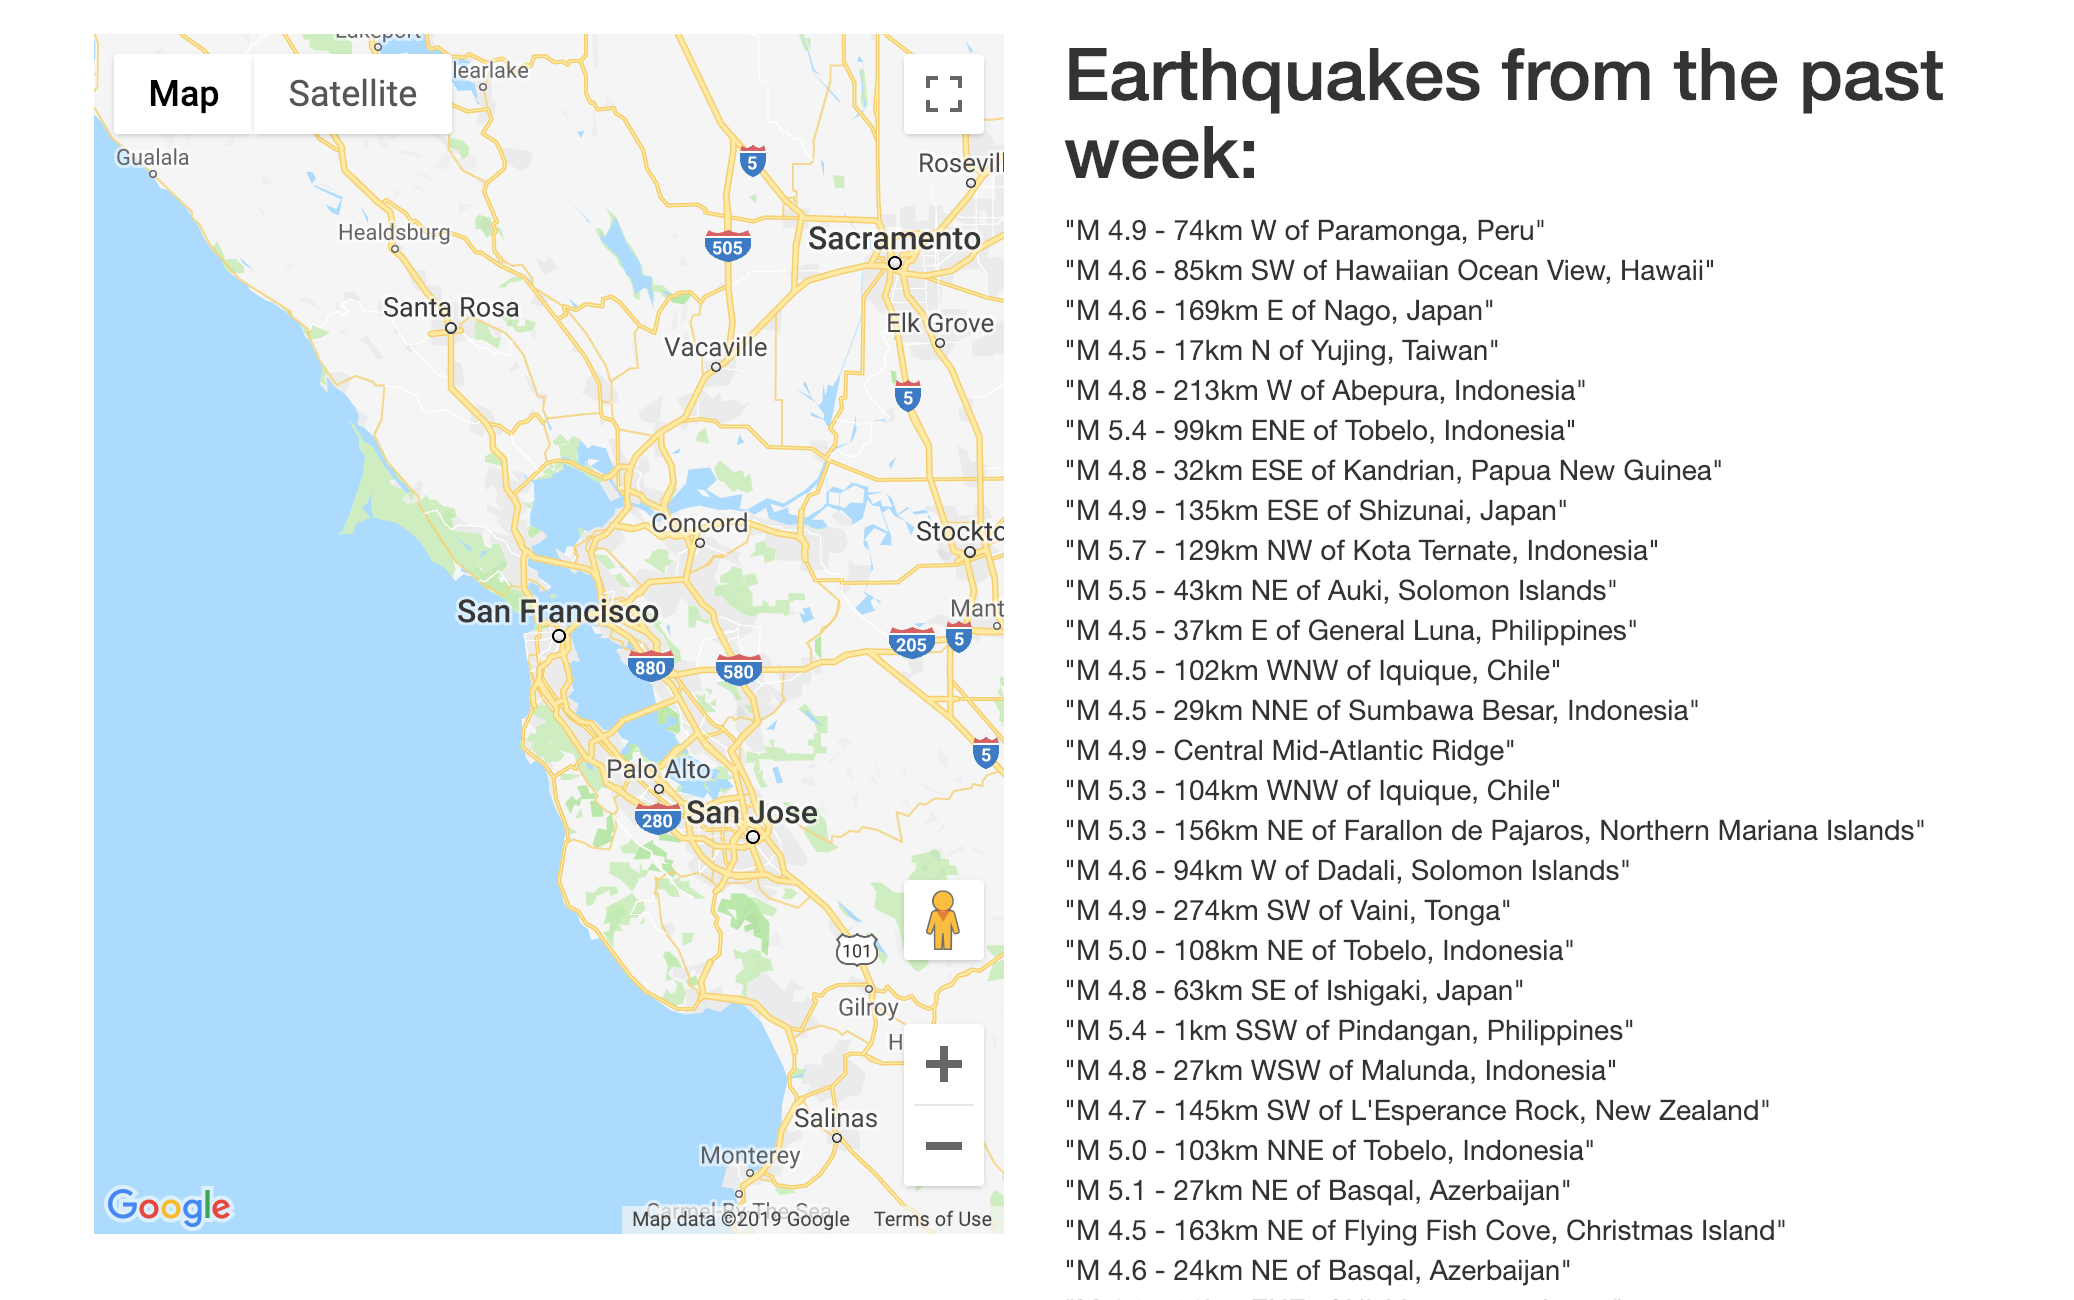 Lakeport
Map
Satellite
learlake
Gualala
5
Rosevill
Healdsburg
505
Sacramento
Santa Rosa
Elk Grove
Vacaville
5
Concord
Stockto
San Francisco
Mant
205
5
880
580
5
Palo Alto
280
San Jose
101
Gilroy
H
Salinas
Monterey
Carmel-By-The-Sea
Google
Map data ©2019 Google
Terms of Use
Earthquakes from the past
week:
"M 4.9 - 74km W of Paramonga, Peru"
"M 4.6 - 85km SW of Hawaiian Ocean View, Hawaii"
"M 4.6 - 169km E of Nago, Japan"
"M 4.5 - 17km N of Yujing, Taiwan"
"M 4.8 - 213km W of Abepura, Indonesia"
"M 5.4 - 99km ENE of Tobelo, Indonesia"
"M 4.8 - 32km ESE of Kandrian, Papua New Guinea"
"M 4.9 - 135km ESE of Shizunai, Japan"
"M 5.7 - 129km NW of Kota Ternate, Indonesia"
"M 5.5 - 43km NE of Auki, Solomon Islands"
"M 4.5 - 37km E of General Luna, Philippines"
"M 4.5 - 102km WNW of Iquique, Chile"
"M 4.5 - 29km NNE of Sumbawa Besar, Indonesia"
"M 4.9 - Central Mid-Atlantic Ridge"
"M 5.3 - 104km WNW of Iquique, Chile"
"M 5.3 - 156km NE of Farallon de Pajaros, Northern Mariana Islands"
"M 4.6 - 94km W of Dadali, Solomon Islands"
"M 4.9 - 274km SW of Vaini, Tonga"
"M 5.0 - 108km NE of Tobelo, Indonesia"
"M 4.8 - 63km SE of Ishigaki, Japan"
"M 5.4 - 1km SSW of Pindangan, Philippines"
"M 4.8 - 27km WSW of Malunda, Indonesia"
"M 4.7 - 145km SW of L'Esperance Rock, New Zealand"
"M 5.0 - 103km NNE of Tobelo, Indonesia"
"M 5.1 - 27km NE of Basqal, Azerbaijan"
"M 4.5 - 163km NE of Flying Fish Cove, Christmas Island"
"M 4.6 - 24km NE of Basqal, Azerbaijan"